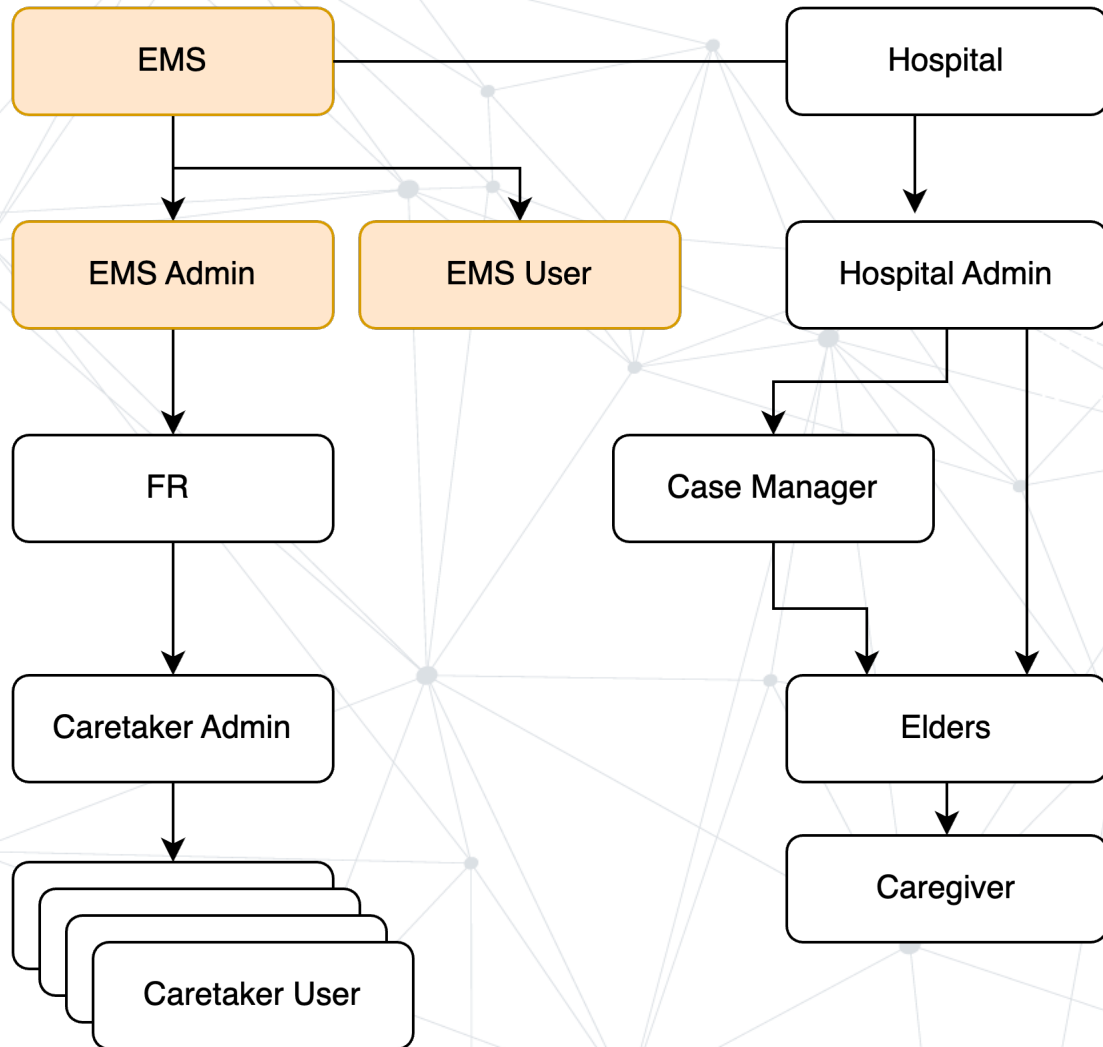 EMS
Hospital
EMS Admin
EMS User
Hospital Admin
FR
Case Manager
Caretaker Admin
Elders
Caregiver
Caretaker User